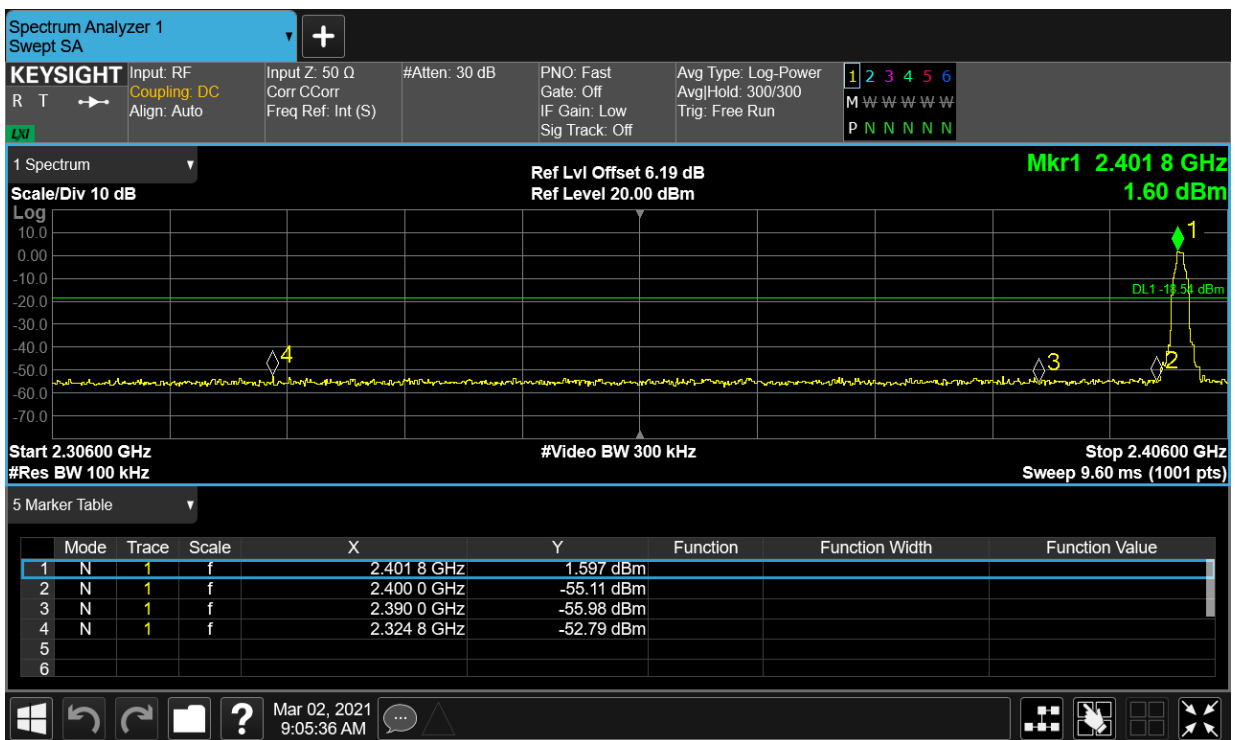 Spectrum Analyzer 1
Swept SA
KEYSIGHT
R T
LXI
Input: RF
Coupling: DC
Align: Auto
Input Z: 50 Ω
Corr CCorr
Freq Ref: Int (S)
#Atten: 30 dB
PNO: Fast
Gate: Off
IF Gain: Low
Sig Track: Off
Avg Type: Log-Power
Avg|Hold: 300/300
Trig: Free Run
1 2 3 4 5 6
M W W W W W
P N N N N N
1 Spectrum
Scale/Div 10 dB
Ref Lvl Offset 6.19 dB
Ref Level 20.00 dBm
Mkr1 2.401 8 GHz
1.60 dBm
Log
10.0
0.00
-10.0
-20.0
-30.0
-40.0
-50.0
-60.0
-70.0
1
DL1 -18.54 dBm
4
3
2
Start 2.30600 GHz
#Res BW 100 kHz
#Video BW 300 kHz
Stop 2.40600 GHz
Sweep 9.60 ms (1001 pts)
5 Marker Table
Mode Trace Scale X Y Function Function Width Function Value
1 N 1 f 2.401 8 GHz 1.597 dBm
2 N 1 f 2.400 0 GHz -55.11 dBm
3 N 1 f 2.390 0 GHz -55.98 dBm
4 N 1 f 2.324 8 GHz -52.79 dBm
5
6
?
Mar 02, 2021
9:05:36 AM